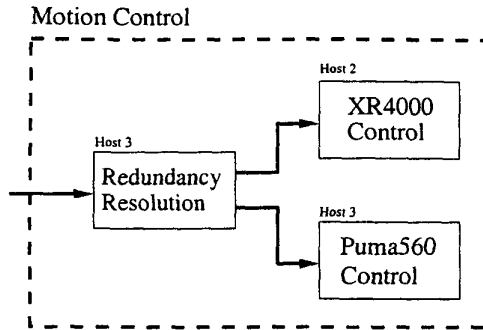 Motion Control
Host 2
XR4000
Control
Host 3
Redundancy
Resolution
Host 3
Puma560
Control